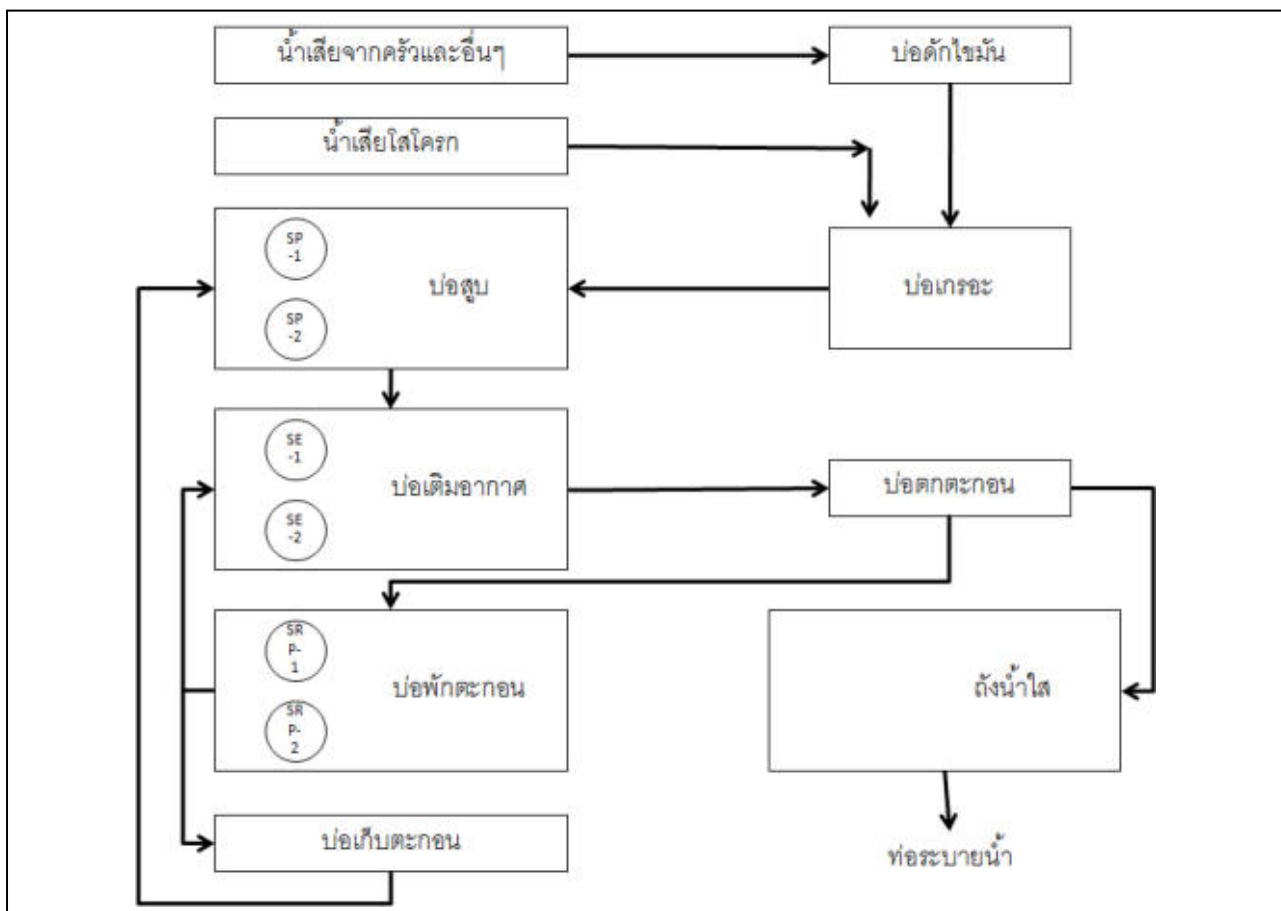 น้ำเสียจากครัวและอื่นๆ
บ่อดักไขมัน
น้ำเสียโสโครก
SP
-1
บ่อสูบ
SP
-2
บ่อเกรอะ
SE
-1
บ่อเติมอากาศ
SE
-2
บ่อตกตะกอน
SR
P-
1
บ่อพักตะกอน
SR
P-
2
ถังน้ำใส
บ่อเก็บตะกอน
ท่อระบายน้ำ